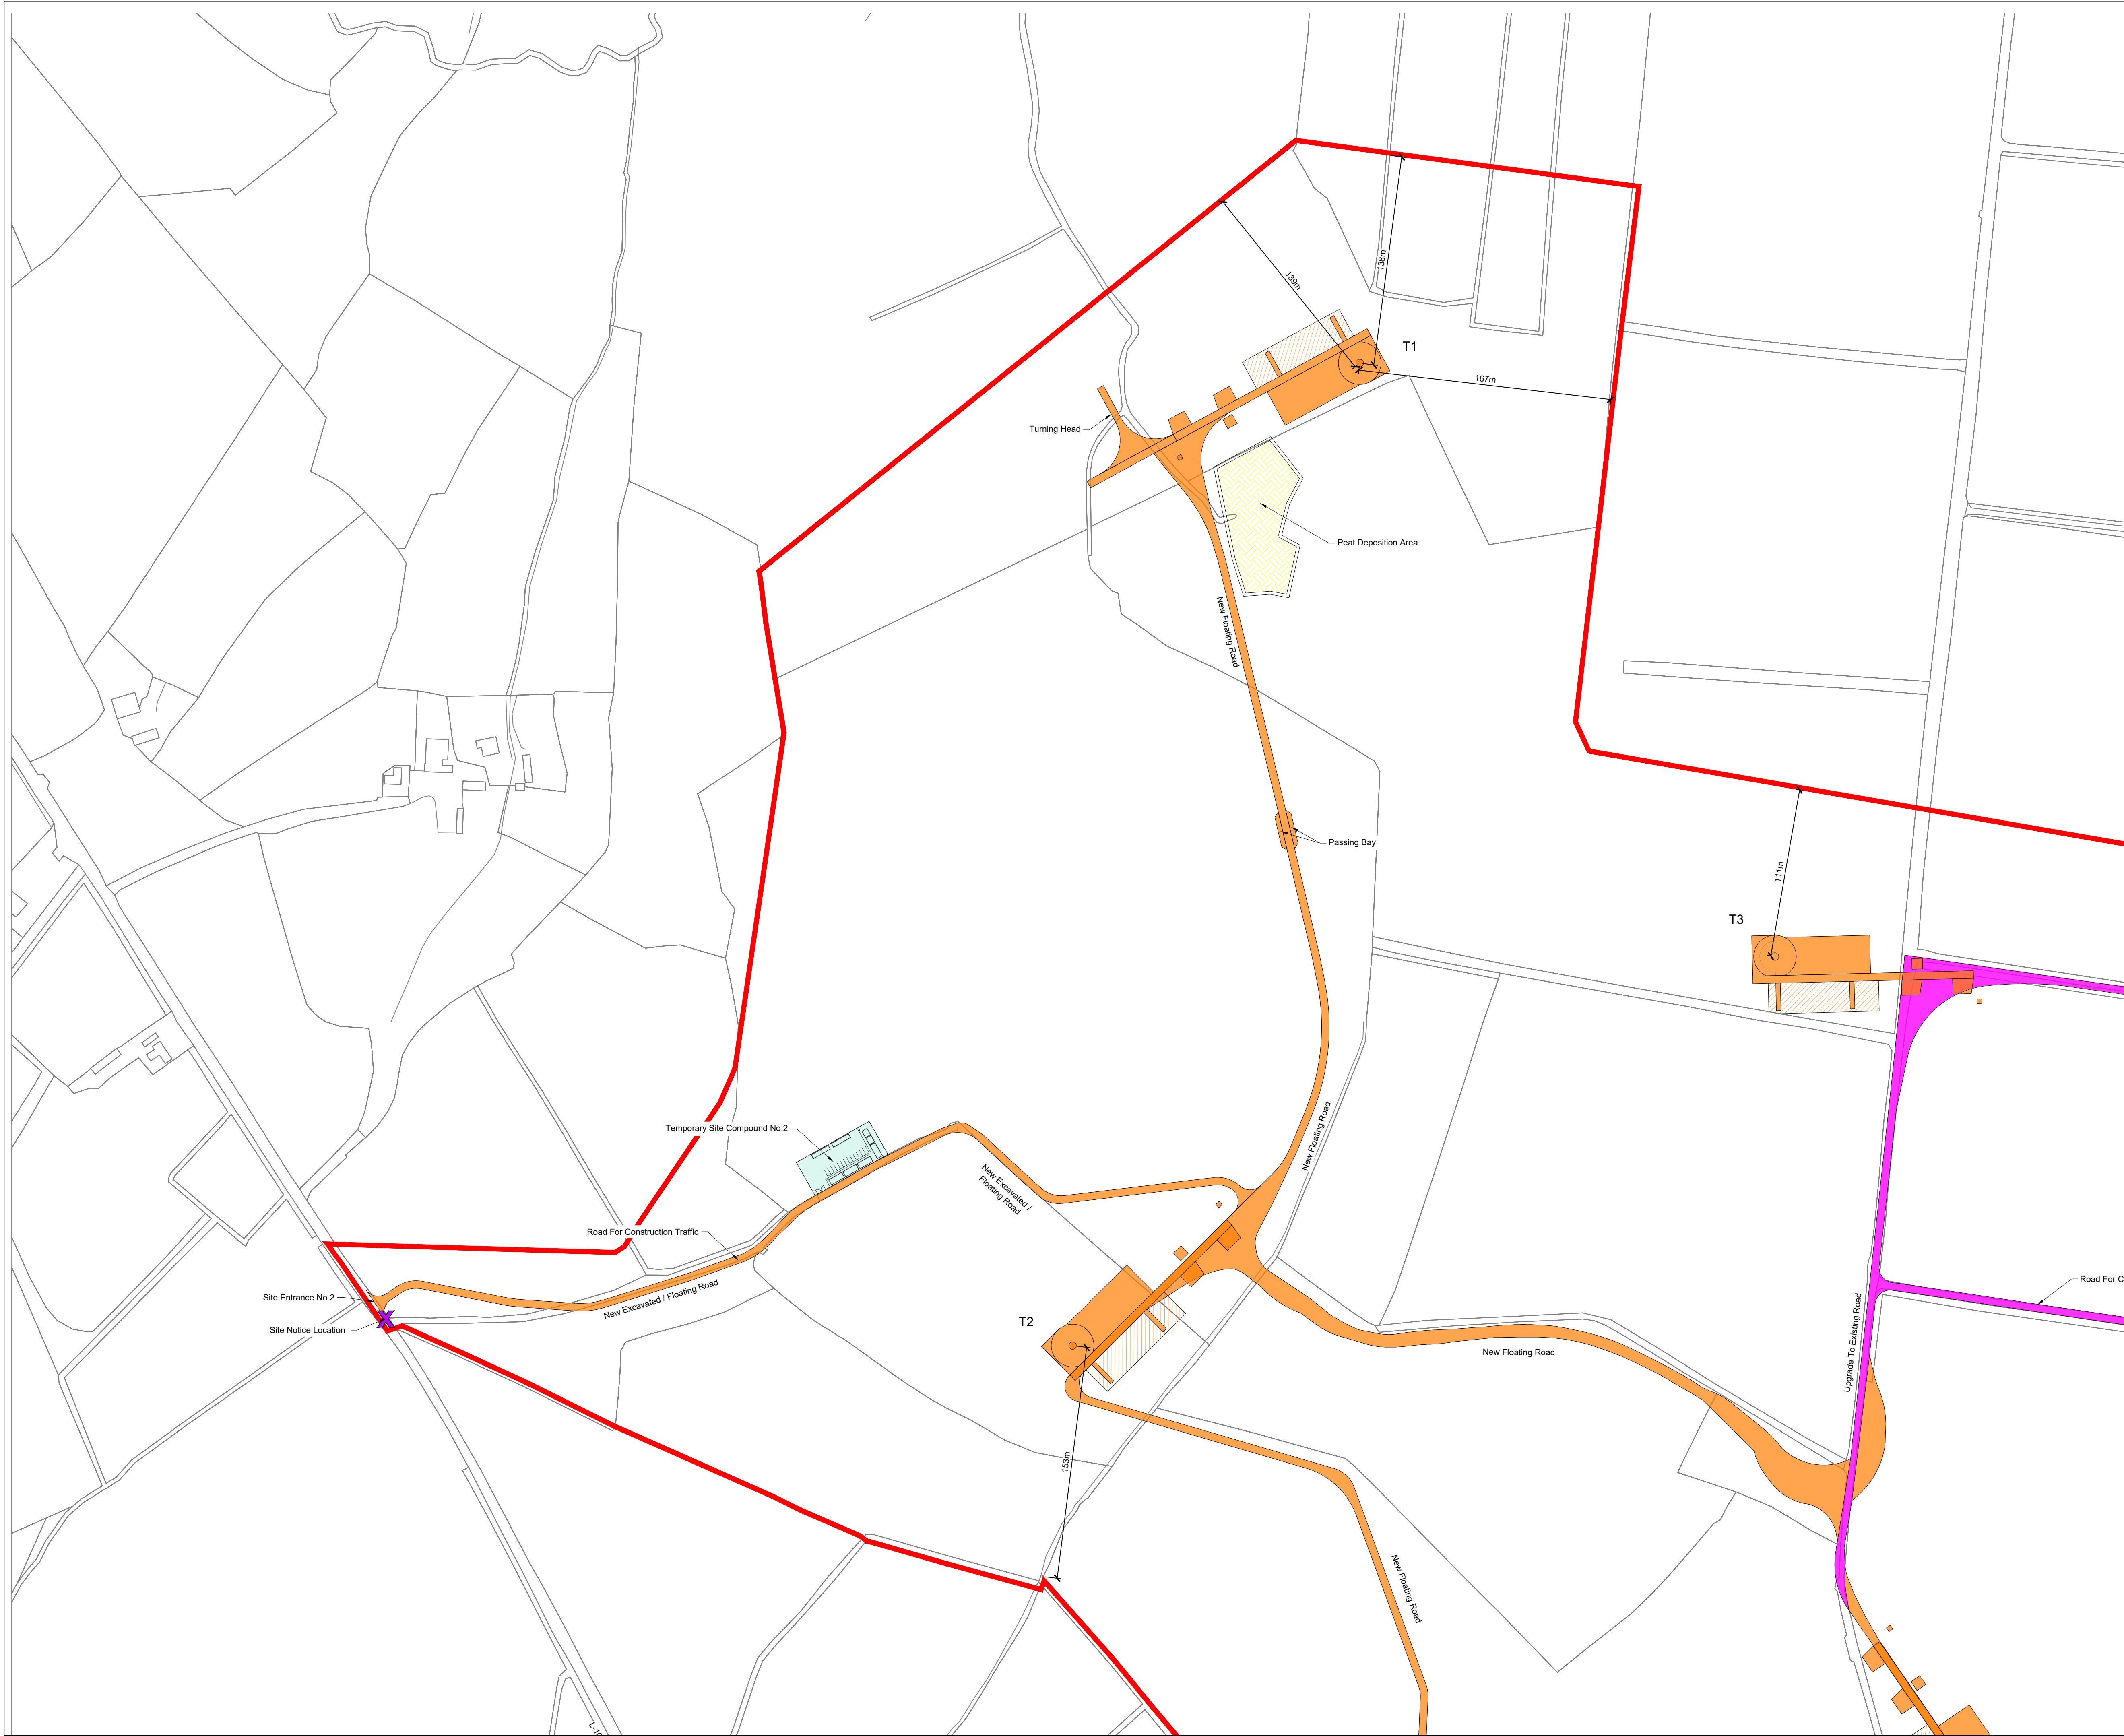 138m
139m
T1
167m
Turning Head
Peat Deposition Area
New Floating Road
Passing Bay
111m
T3
Temporary Site Compound No.2
New Floating Road
New Excavated /
Floating Road
Road For Construction Traffic
Road For C
Site Entrance No.2
New Excavated / Floating Road
X
Site Notice Location
T2
Upgrade To Existing Road
New Floating Road
153m
New Floating Road